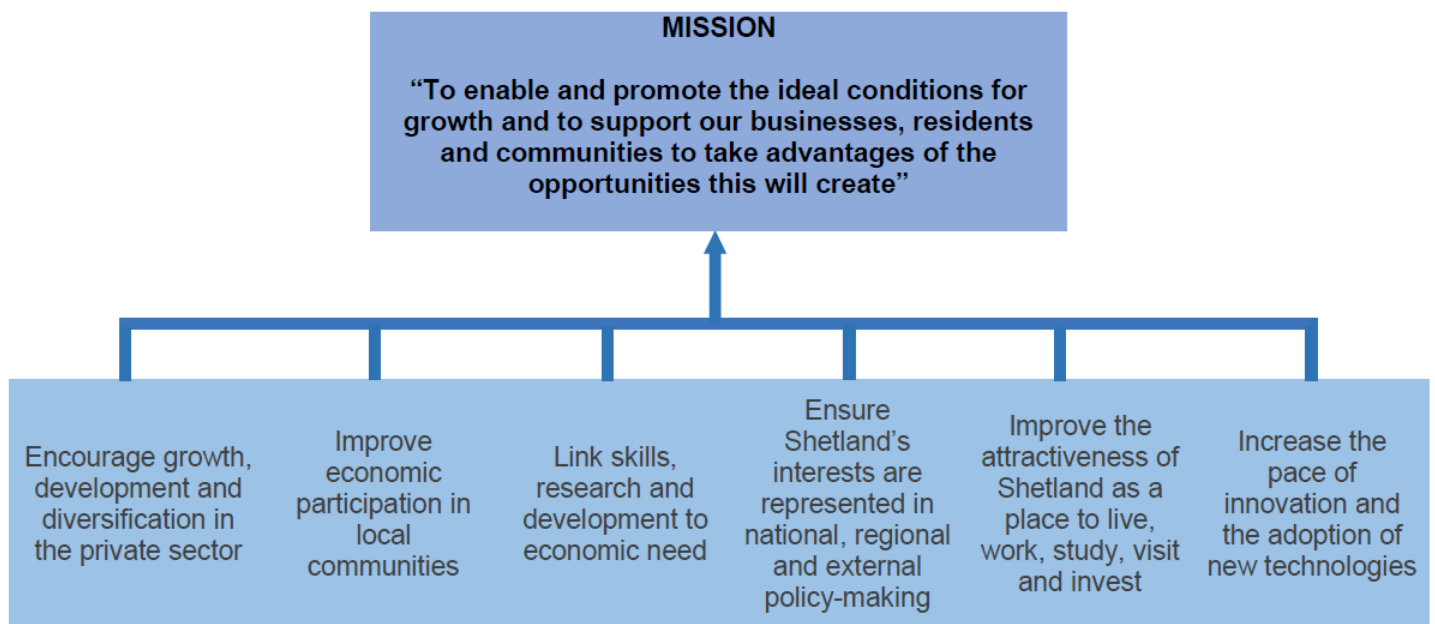 MISSION
“To enable and promote the ideal conditions for
growth and to support our businesses, residents
and communities to take advantages of the
opportunities this will create”
Encourage growth,
development and
diversification in
the private sector
Improve
economic
participation in
local
communities
Link skills,
research and
development to
economic need
Ensure
Shetland’s
interests are
represented in
national, regional
and external
policy-making
Improve the
attractiveness of
Shetland as a
place to live,
work, study, visit
and invest
Increase the
pace of
innovation and
the adoption of
new technologies